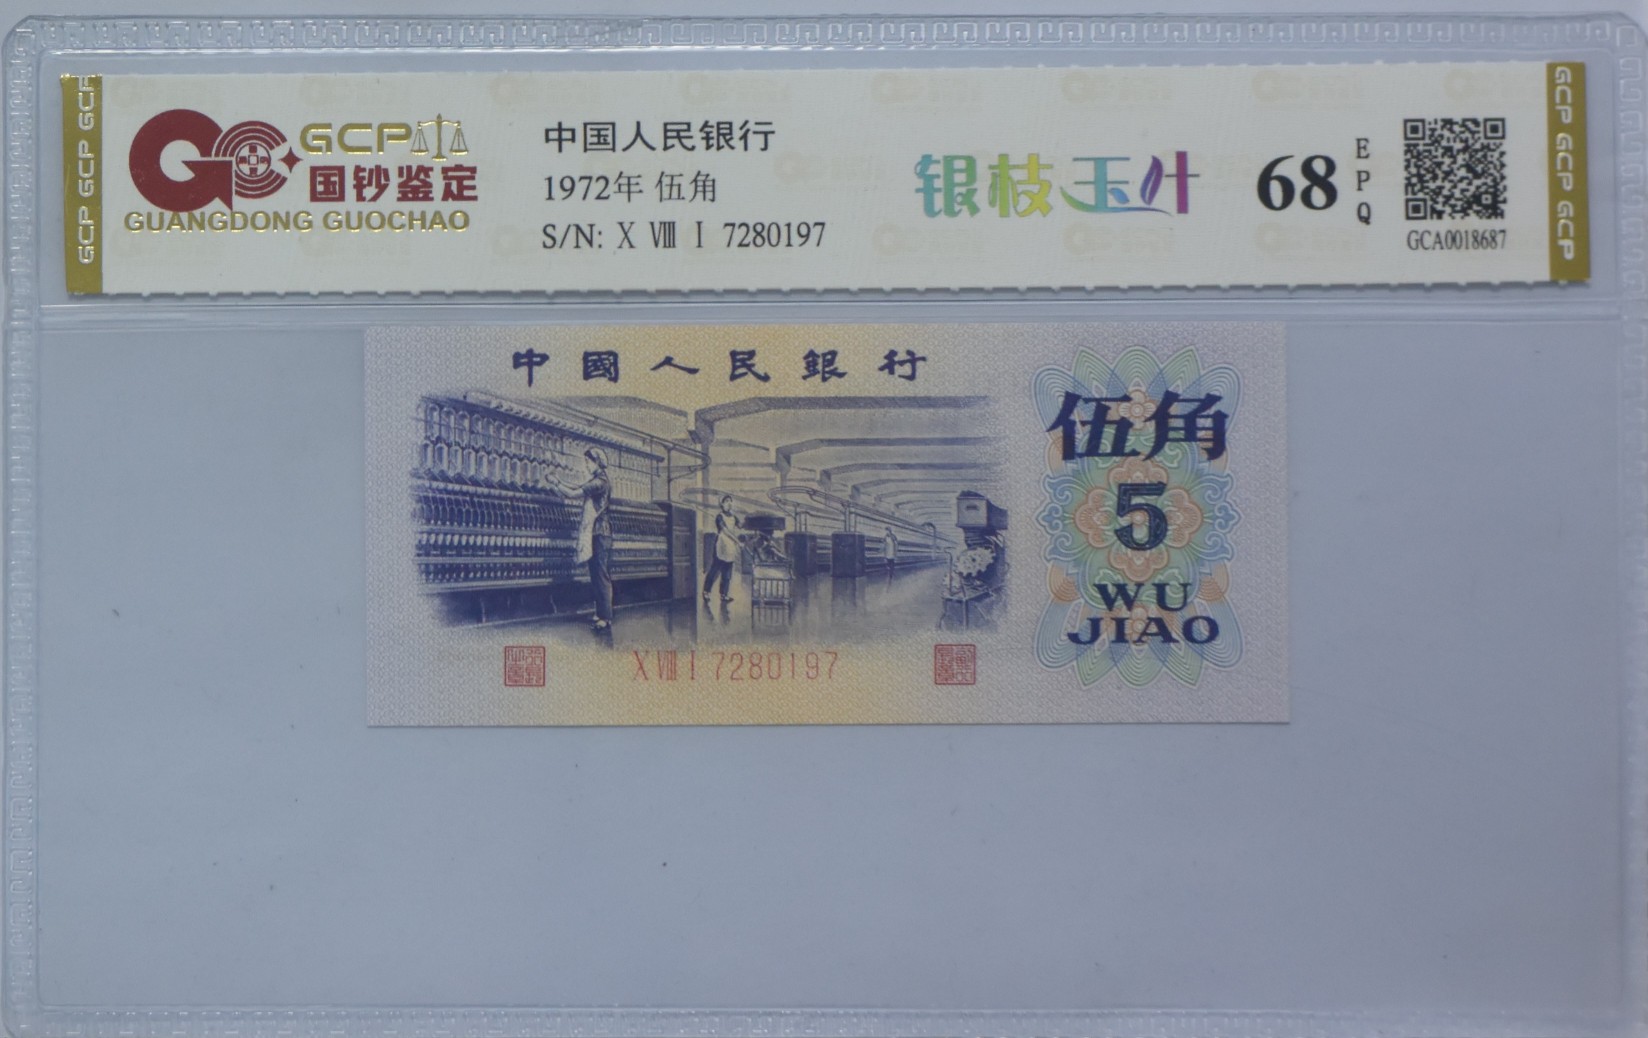 GCP GCP GCP
GCP
国钞鉴定
GUANGDONG GUOCHAO
中国人民银行
1972年 伍角
S/N: X VIII I 7280197
银枝玉叶
68
EPQ
GCA0018687
GCP GCP GCP
中國人民銀行
伍角
5
WU
JIAO
X VIII I 7280197